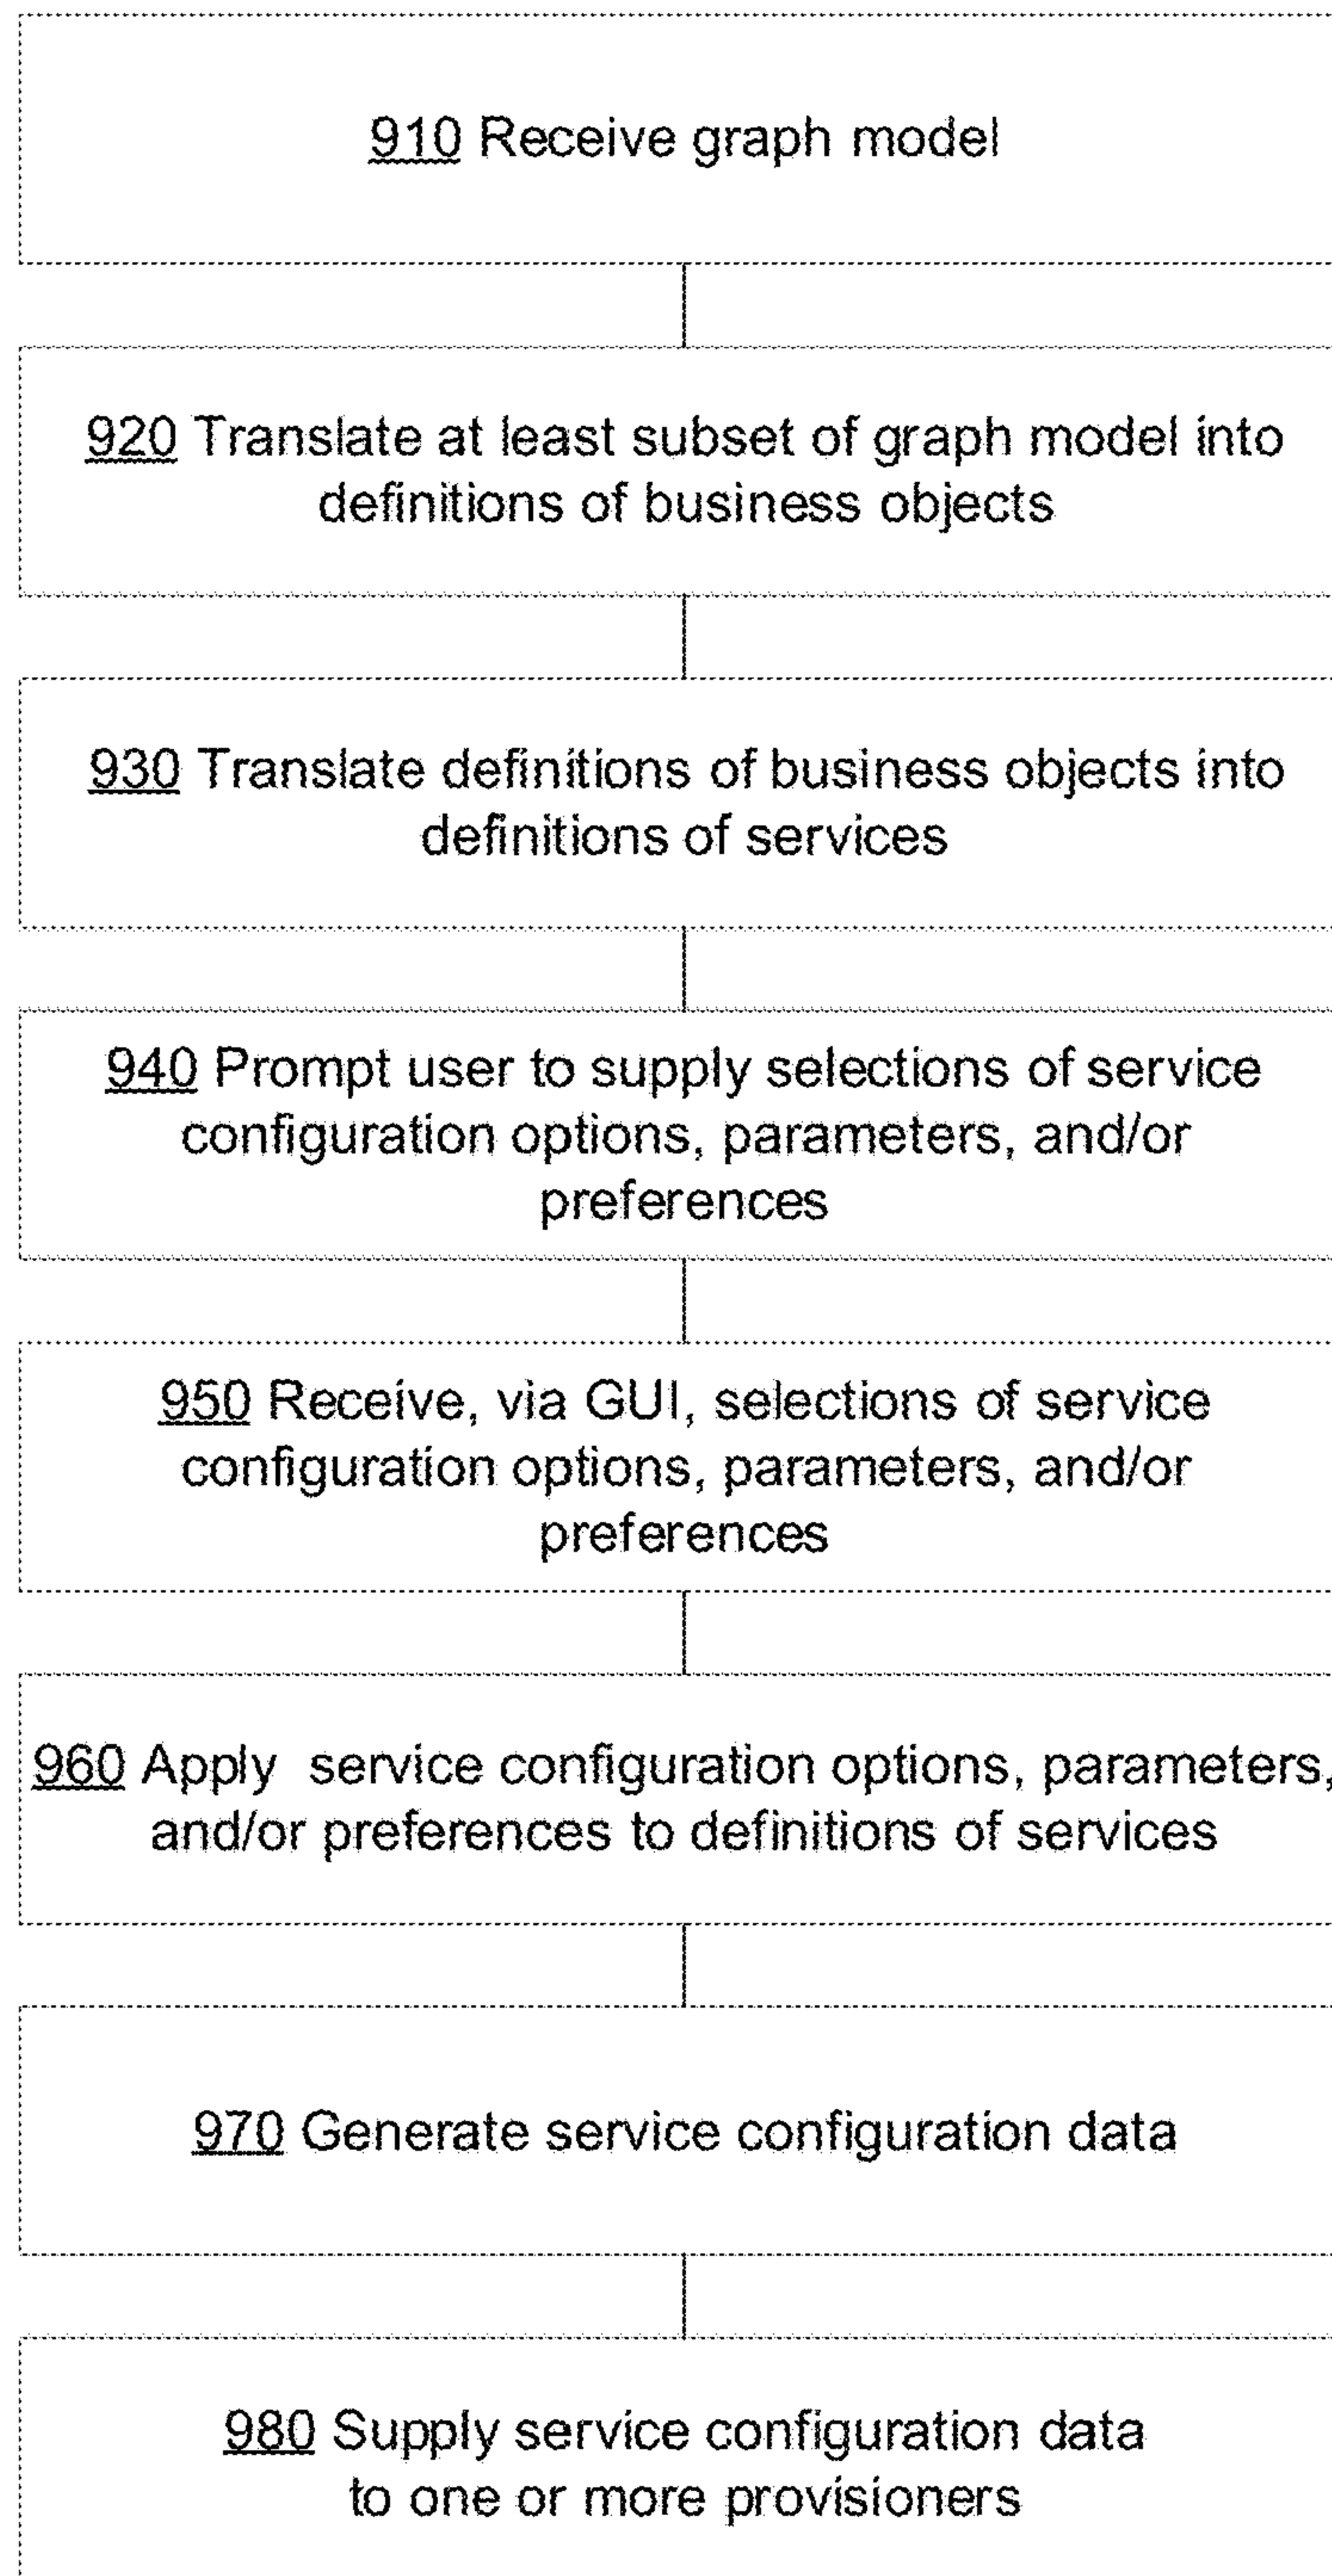 910 Receive graph model
920 Translate at least subset of graph model into
definitions of business objects
930 Translate definitions of business objects into
definitions of services
940 Prompt user to supply selections of service
configuration options, parameters, and/or
preferences
950 Receive, via GUI, selections of service
configuration options, parameters, and/or
preferences
960 Apply  service configuration options, parameters,
and/or preferences to definitions of services
970 Generate service configuration data
980 Supply service configuration data
to one or more provisioners